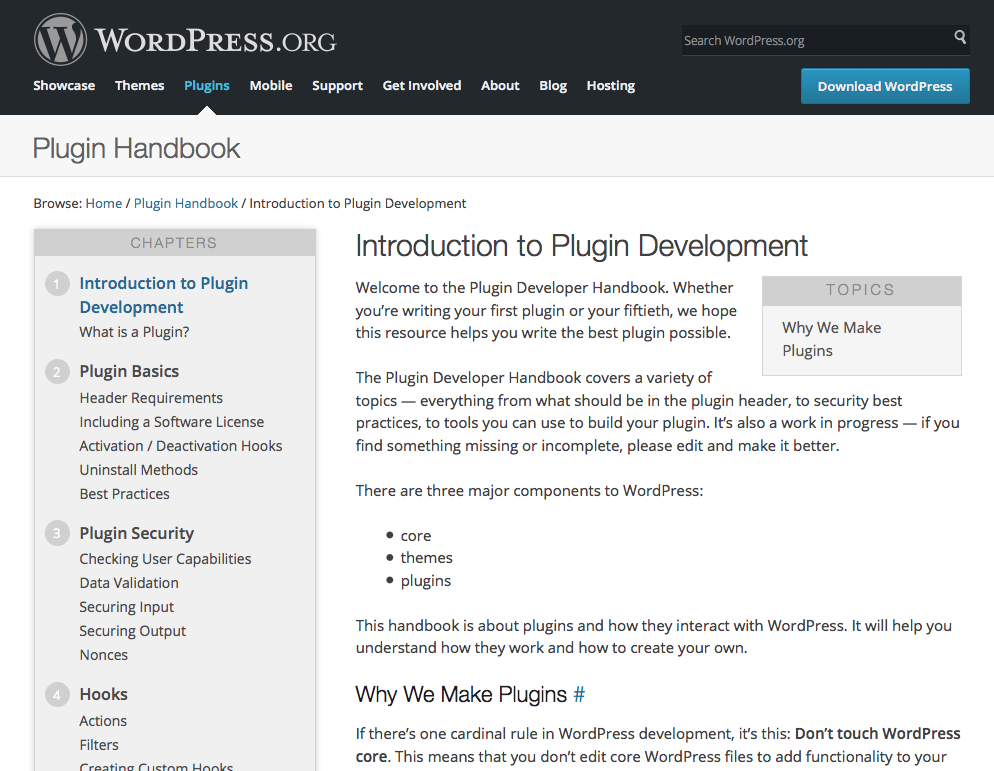 WORDPRESS.ORG
Search WordPress.org
Showcase Themes Plugins Mobile Support Get Involved About Blog Hosting
Download WordPress
Plugin Handbook
Browse: Home / Plugin Handbook / Introduction to Plugin Development
CHAPTERS
1 Introduction to Plugin
Development
What is a Plugin?
2 Plugin Basics
Header Requirements
Including a Software License
Activation / Deactivation Hooks
Uninstall Methods
Best Practices
3 Plugin Security
Checking User Capabilities
Data Validation
Securing Input
Securing Output
Nonces
4 Hooks
Actions
Filters
Creating Custom Hooks
Introduction to Plugin Development
Welcome to the Plugin Developer Handbook. Whether
you’re writing your first plugin or your fiftieth, we hope
this resource helps you write the best plugin possible.
TOPICS
Why We Make
Plugins
The Plugin Developer Handbook covers a variety of
topics — everything from what should be in the plugin header, to security best
practices, to tools you can use to build your plugin. It’s also a work in progress — if you
find something missing or incomplete, please edit and make it better.
There are three major components to WordPress:
• core
• themes
• plugins
This handbook is about plugins and how they interact with WordPress. It will help you
understand how they work and how to create your own.
Why We Make Plugins #
If there’s one cardinal rule in WordPress development, it’s this: Don’t touch WordPress
core. This means that you don’t edit core WordPress files to add functionality to your